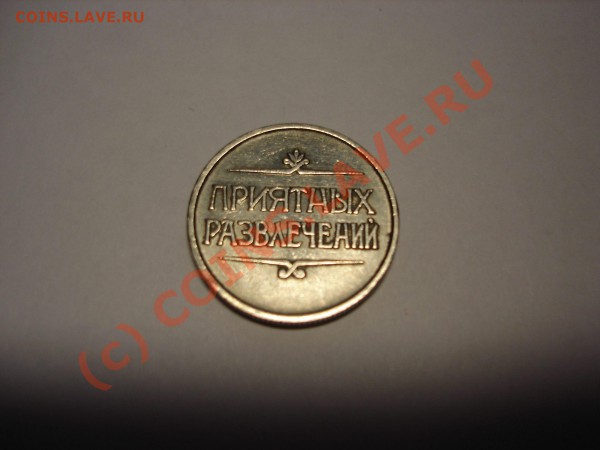 COINS.LAVE.RU
ПРИЯТНЫХ
РАЗВЛЕЧЕНИЙ
(c) COINS.LAVE.RU